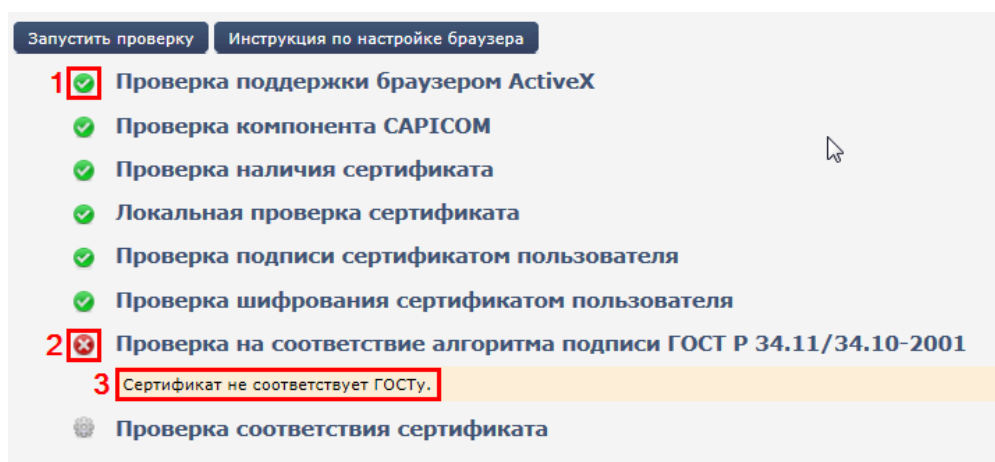 Запустить проверку Инструкция по настройке браузера
1 Проверка поддержки браузером ActiveX
Проверка компонента CAPICOM
Проверка наличия сертификата
Локальная проверка сертификата
Проверка подписи сертификатом пользователя
Проверка шифрования сертификатом пользователя
2 Проверка на соответствие алгоритма подписи ГОСТ Р 34.11/34.10-2001
3 Сертификат не соответствует ГОСТу.
Проверка соответствия сертификата